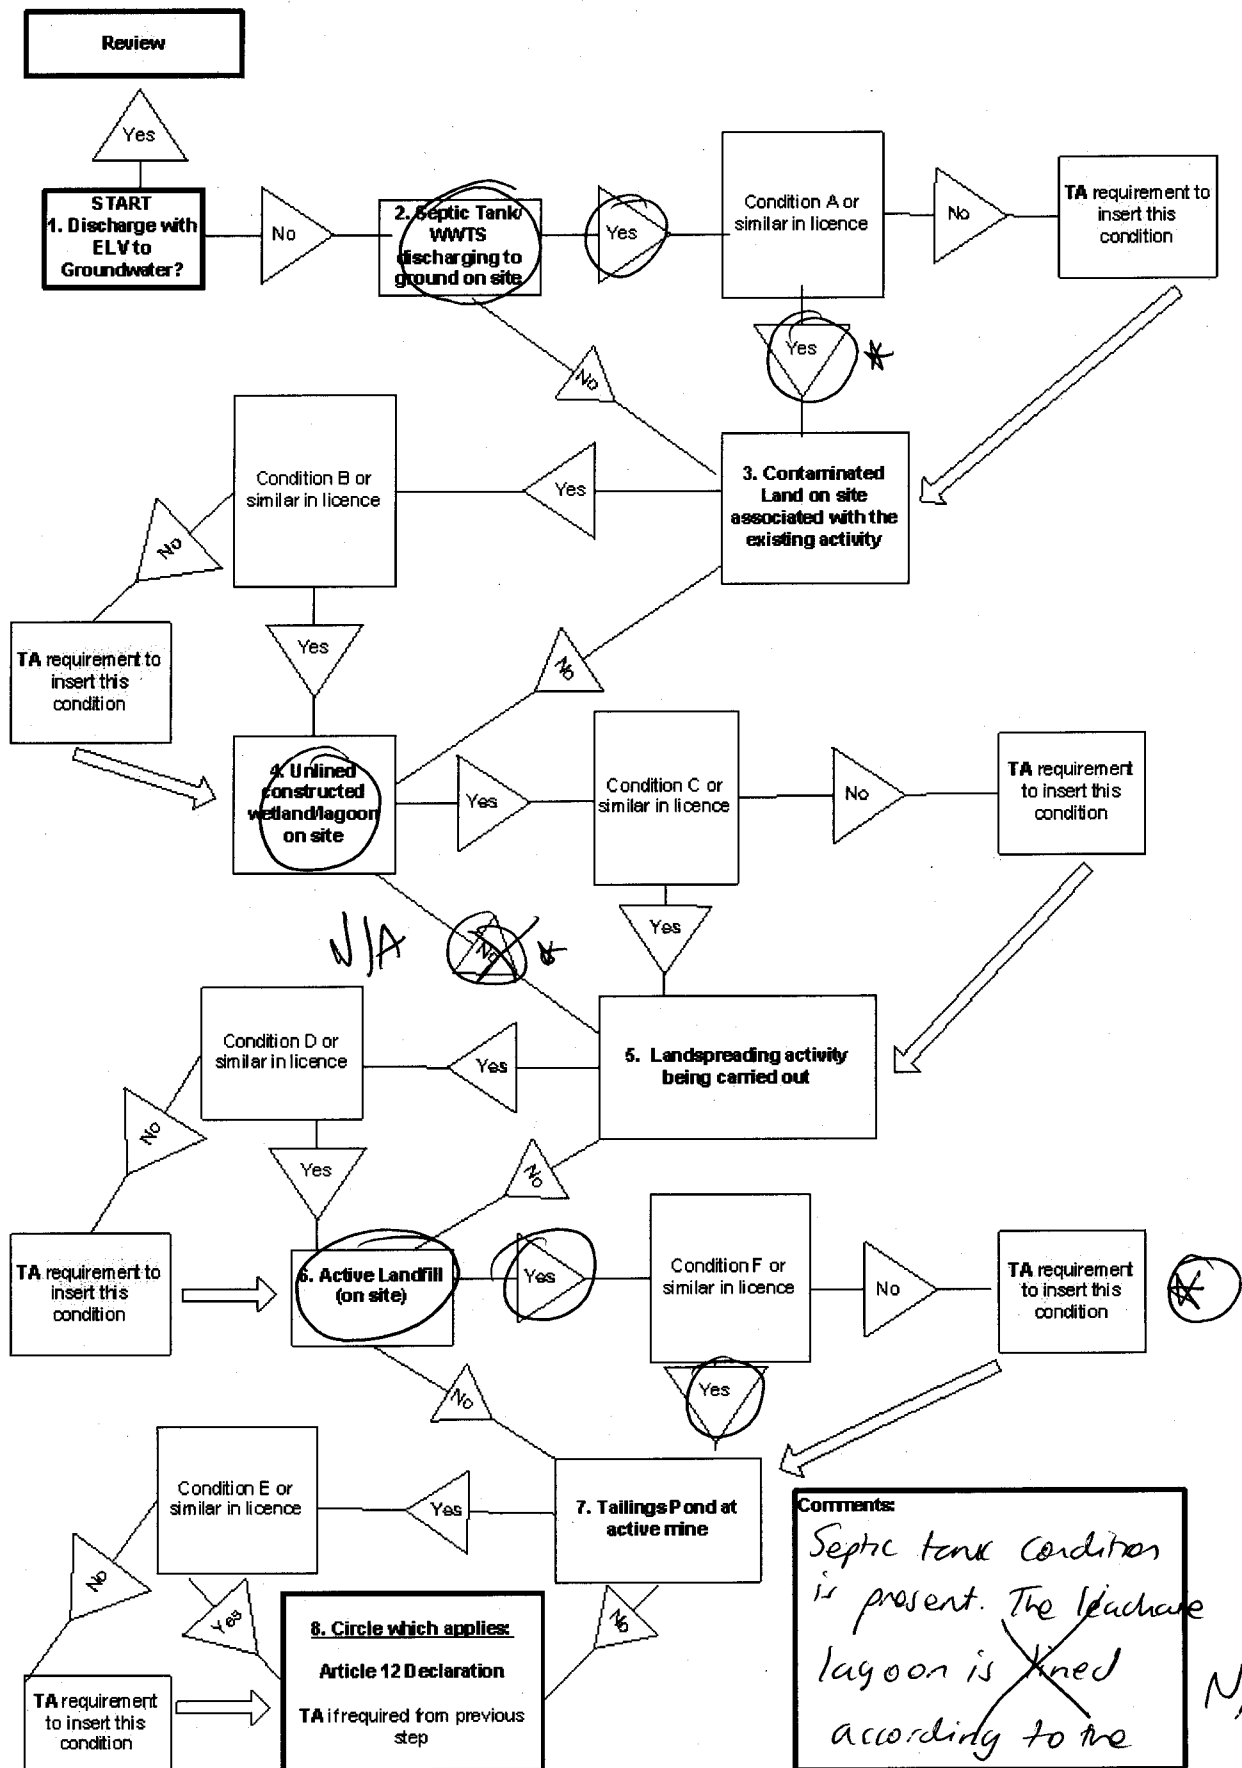 Review
Yes
START
1. Discharge with
ELV to
Groundwater?
No
2. Septic Tank/
WWTS
discharging to
ground on site
Yes
Condition A or
similar in licence
No
TA requirement to
insert this
condition
Yes
No
3. Contaminated
Land on site
associated with the
existing activity
Yes
Condition B or
similar in licence
No
TA requirement to
insert this
condition
Yes
No
4. Unlined
constructed
wetland/lagoon
on site
Yes
Condition C or
similar in licence
No
TA requirement
to insert this
condition
Yes
N/A
No
5. Landspreading activity
being carried out
Yes
Condition D or
similar in licence
No
TA requirement to
insert this
condition
Yes
No
6. Active Landfill
(on site)
Yes
Condition F or
similar in licence
No
TA requirement
to insert this
condition
Yes
No
7. Tailings Pond at
active mine
Yes
Condition E or
similar in licence
No
TA requirement
to insert this
condition
Yes
No
8. Circle which applies:
Article 12 Declaration
TA if required from previous
step
Comments:
Septic tank condition
is present. The leachate
lagoon is lined
according to the